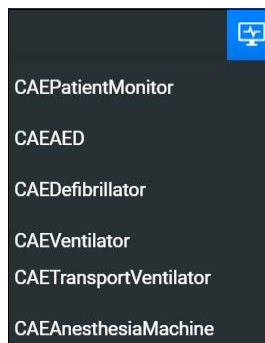 CAEPatientMonitor
CAEAED
CAEDefibrillator
CAEVentilator
CAETransportVentilator
CAEAnesthesiaMachine